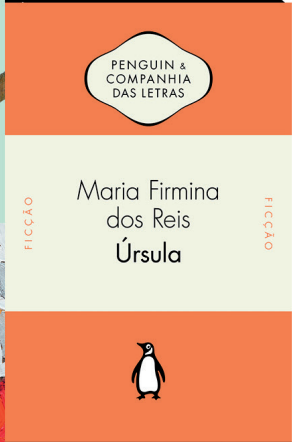 PENGUIN &
COMPANHIA
DAS LETRAS
Maria Firmina
dos Reis
Úrsula
FICÇÃO
FICÇÃO